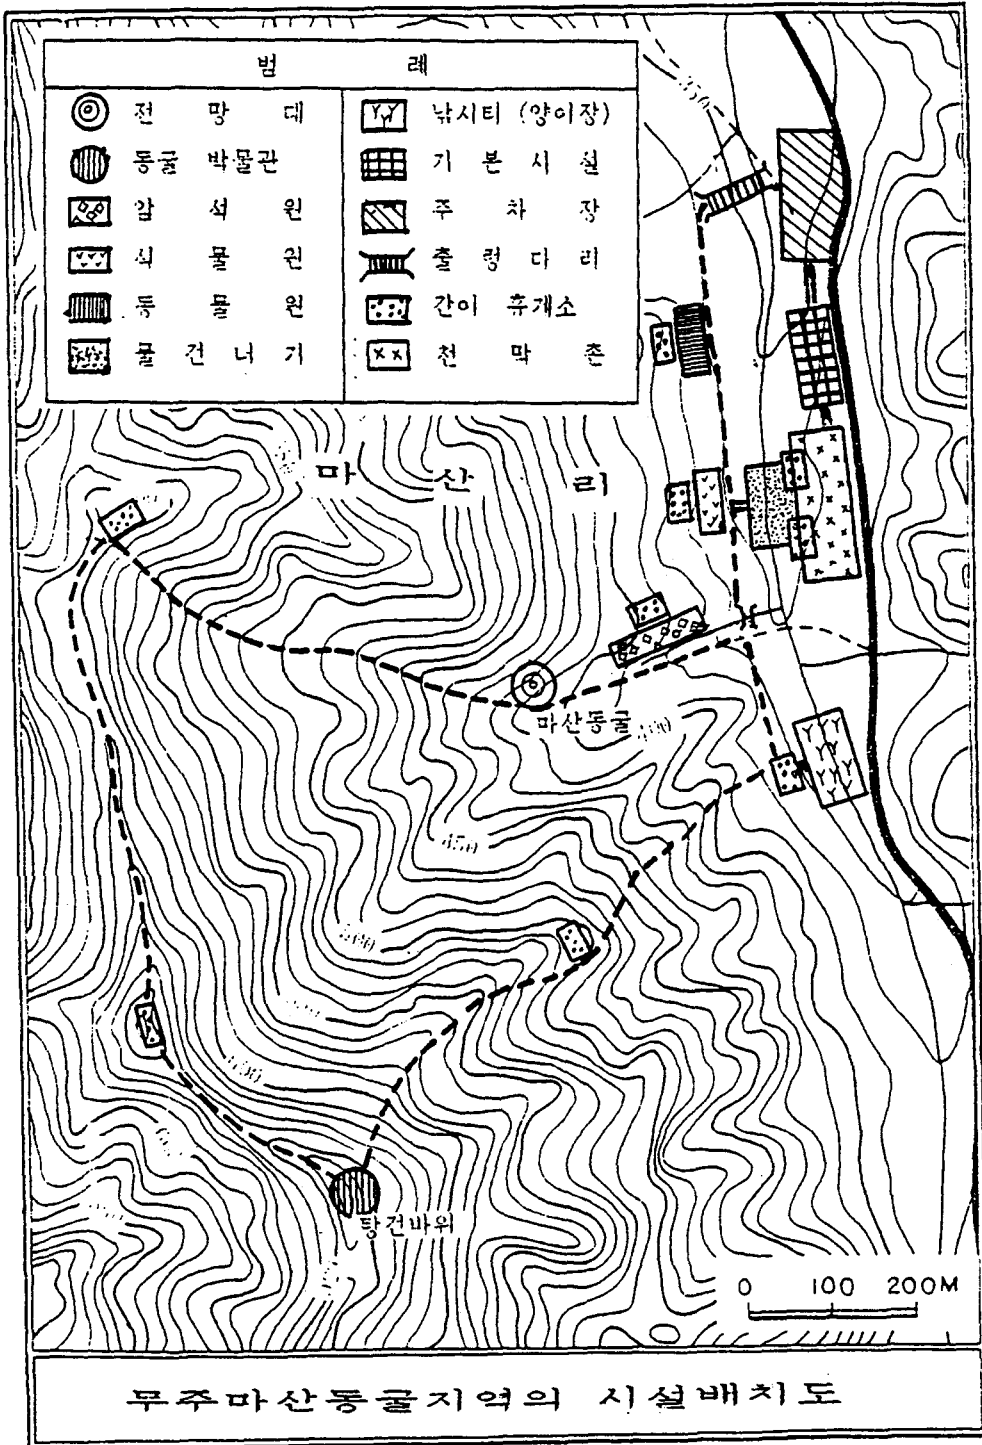 범 례
전 망 대
낚시터 (양어장)
동굴 박물관
기 본 시 설
암 석 원
주 차 장
식 물 원
출 렁 다 리
동 물 원
간이 휴게소
물 건 너 기
천 막 촌
마 산 리
마산동굴
400
450
500
탕건바위
0 100 200M
무주마산동굴지역의 시설배치도